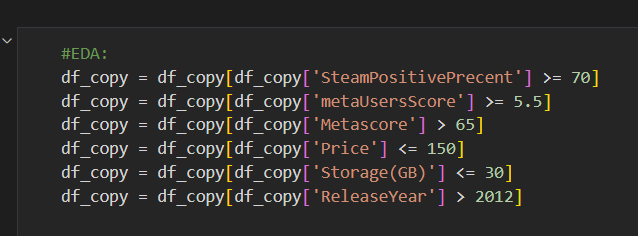 #EDA:
df_copy = df_copy[df_copy['SteamPositivePrecent'] >= 70]
df_copy = df_copy[df_copy['metaUsersScore'] >= 5.5]
df_copy = df_copy[df_copy['Metascore'] > 65]
df_copy = df_copy[df_copy['Price'] <= 150]
df_copy = df_copy[df_copy['Storage(GB)'] <= 30]
df_copy = df_copy[df_copy['ReleaseYear'] > 2012]